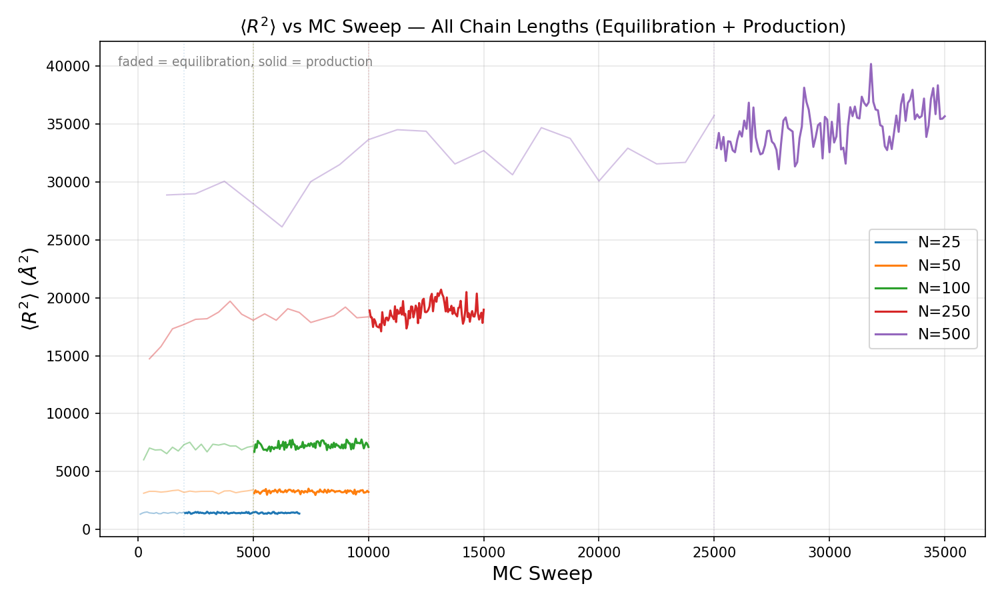 ⟨R²⟩ vs MC Sweep — All Chain Lengths (Equilibration + Production)
faded = equilibration, solid = production
⟨R²⟩ (Å²)
40000
35000
30000
25000
20000
15000
10000
5000
0
N=25
N=50
N=100
N=250
N=500
0 5000 10000 15000 20000 25000 30000 35000
MC Sweep